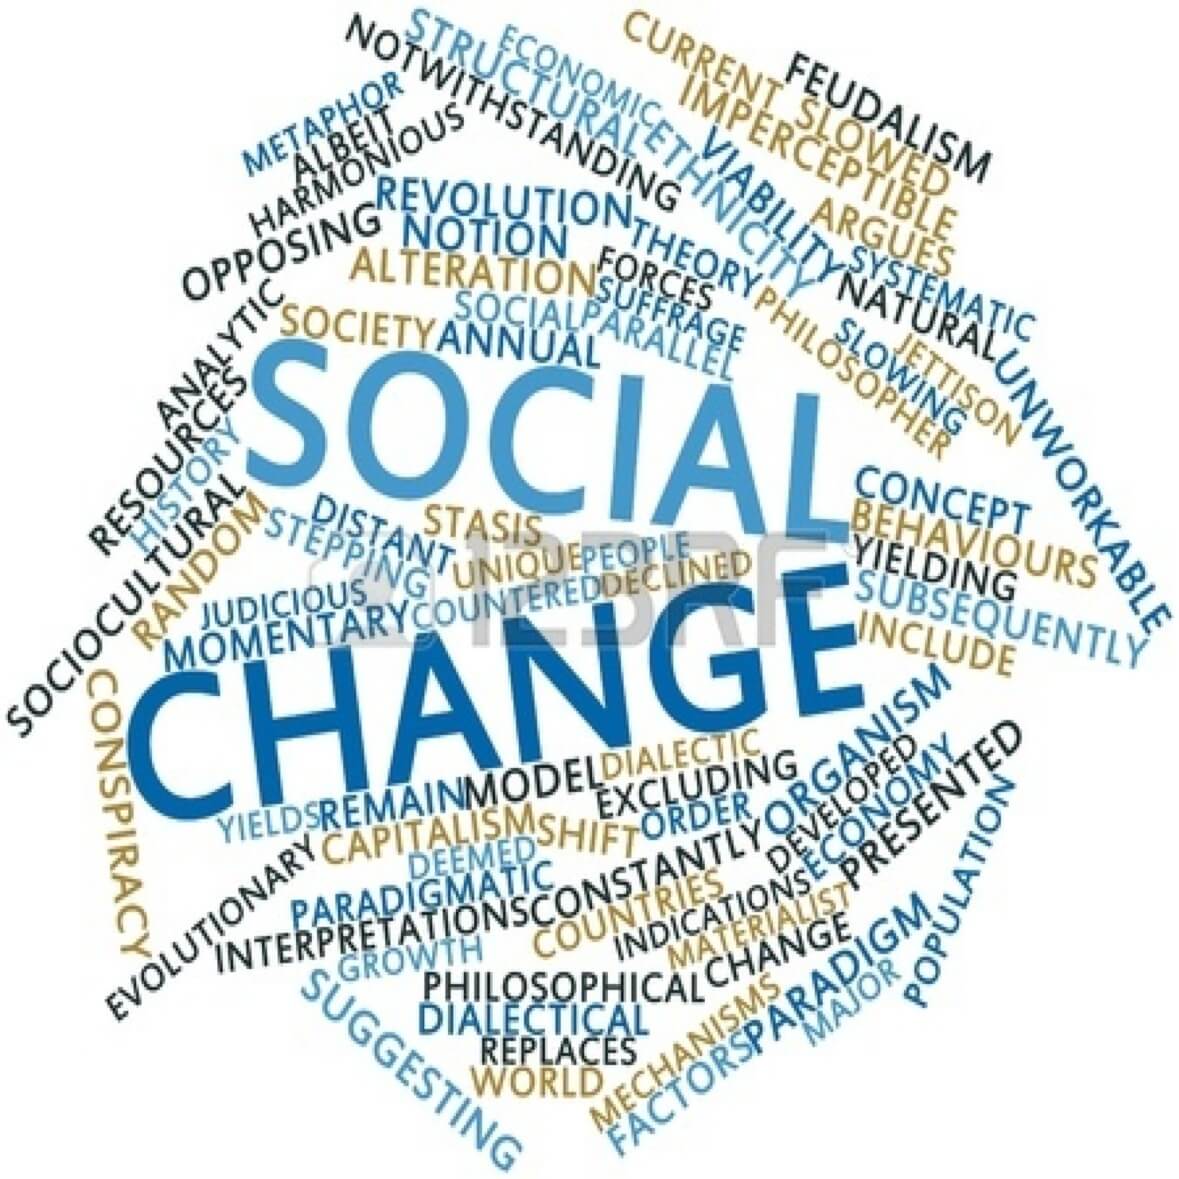 NOTWITHSTANDING
STRUCTURAL
ECONOMIC
ETHNICITY
CURRENT
SLOWED
IMPERCEPTIBLE
FEUDALISM
METAPHOR
ALBEIT
HARMONIOUS
OPPOSING
VIABILITY
ARGUES
REVOLUTION
NOTION
THEORY
SYSTEMATIC
NATURAL
ALTERATION
FORCES
SUFFRAGE
SOCIAL
PARALLEL
PHILOSOPHER
SLOWING
JETTISON
UNWORKABLE
SOCIETY
ANNUAL
ANALYTIC
RESOURCES
HISTORY
SOCIOCULTURAL
RANDOM
SOCIAL
CONCEPT
BEHAVIOURS
YIELDING
SUBSEQUENTLY
INCLUDE
DISTANT
STEPPING
STASIS
UNIQUE
PEOPLE
DECLINED
123RF
JUDICIOUS
MOMENTARY
COUNTERED
CHANGE
CONSPIRACY
YIELDS
REMAIN
MODEL
DIALECTIC
EXCLUDING
ORGANISM
DEVELOPED
ECONOMY
PRESENTED
POPULATION
EVOLUTIONARY
CAPITALISM
SHIFT
ORDER
DEEMED
PARADIGMATIC
INTERPRETATIONS
CONSTANTLY
COUNTRIES
INDICATIONS
MATERIALIST
CHANGE
GROWTH
SUGGESTING
PHILOSOPHICAL
DIALECTICAL
REPLACES
WORLD
MECHANISMS
FACTORS
PARADIGM
MAJOR